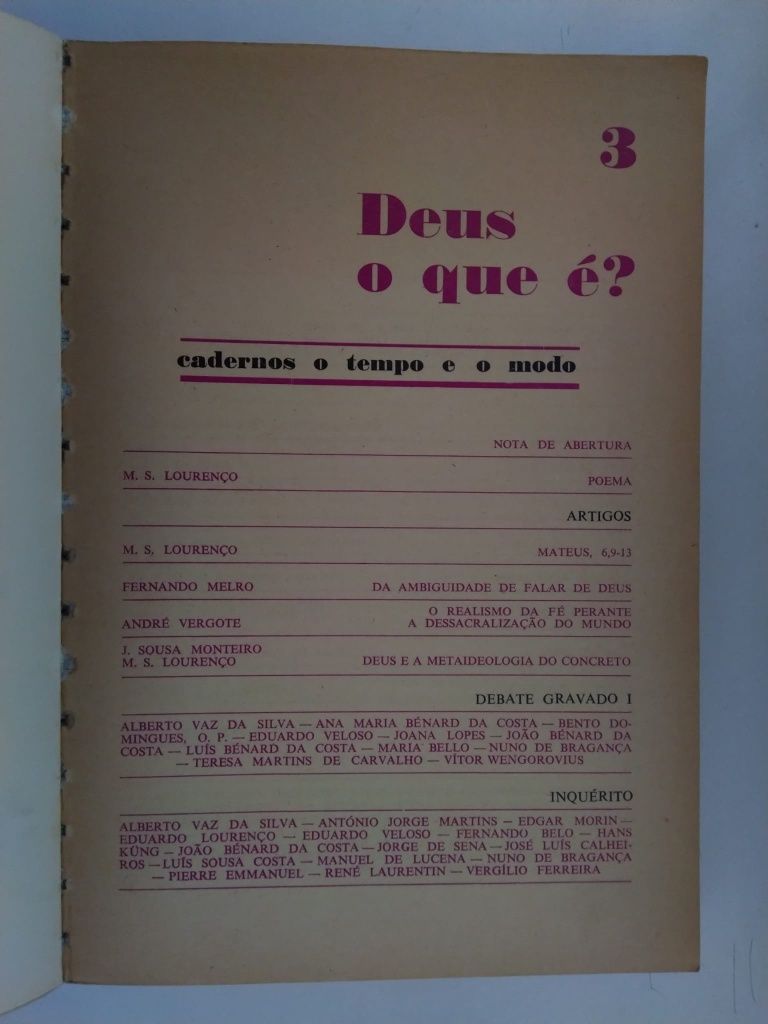 3
Deus
o que é?
cadernos o tempo e o modo
NOTA DE ABERTURA
M. S. LOURENÇO POEMA
ARTIGOS
M. S. LOURENÇO MATEUS, 6,9-13
FERNANDO MELRO DA AMBIGUIDADE DE FALAR DE DEUS
O REALISMO DA FÉ PERANTE
ANDRÉ VERGOTE A DESSACRALIZAÇÃO DO MUNDO
J. SOUSA MONTEIRO
M. S. LOURENÇO DEUS E A METAIDEOLOGIA DO CONCRETO
DEBATE GRAVADO I
ALBERTO VAZ DA SILVA — ANA MARIA BÉNARD DA COSTA — BENTO DO-
MINGUES, O. P. — EDUARDO VELOSO — JOANA LOPES — JOÃO BÉNARD DA
COSTA — LUÍS BÉNARD DA COSTA — MARIA BELLO — NUNO DE BRAGANÇA
— TERESA MARTINS DE CARVALHO — VÍTOR WENGOROVIUS
INQUÉRITO
ALBERTO VAZ DA SILVA — ANTÓNIO JORGE MARTINS — EDGAR MORIN —
EDUARDO LOURENÇO — EDUARDO VELOSO — FERNANDO BELO — HANS
KÜNG — JOÃO BÉNARD DA COSTA — JORGE DE SENA — JOSÉ LUÍS CALHEI-
ROS — LUÍS SOUSA COSTA — MANUEL DE LUCENA — NUNO DE BRAGANÇA
— PIERRE EMMANUEL — RENÉ LAURENTIN — VERGÍLIO FERREIRA